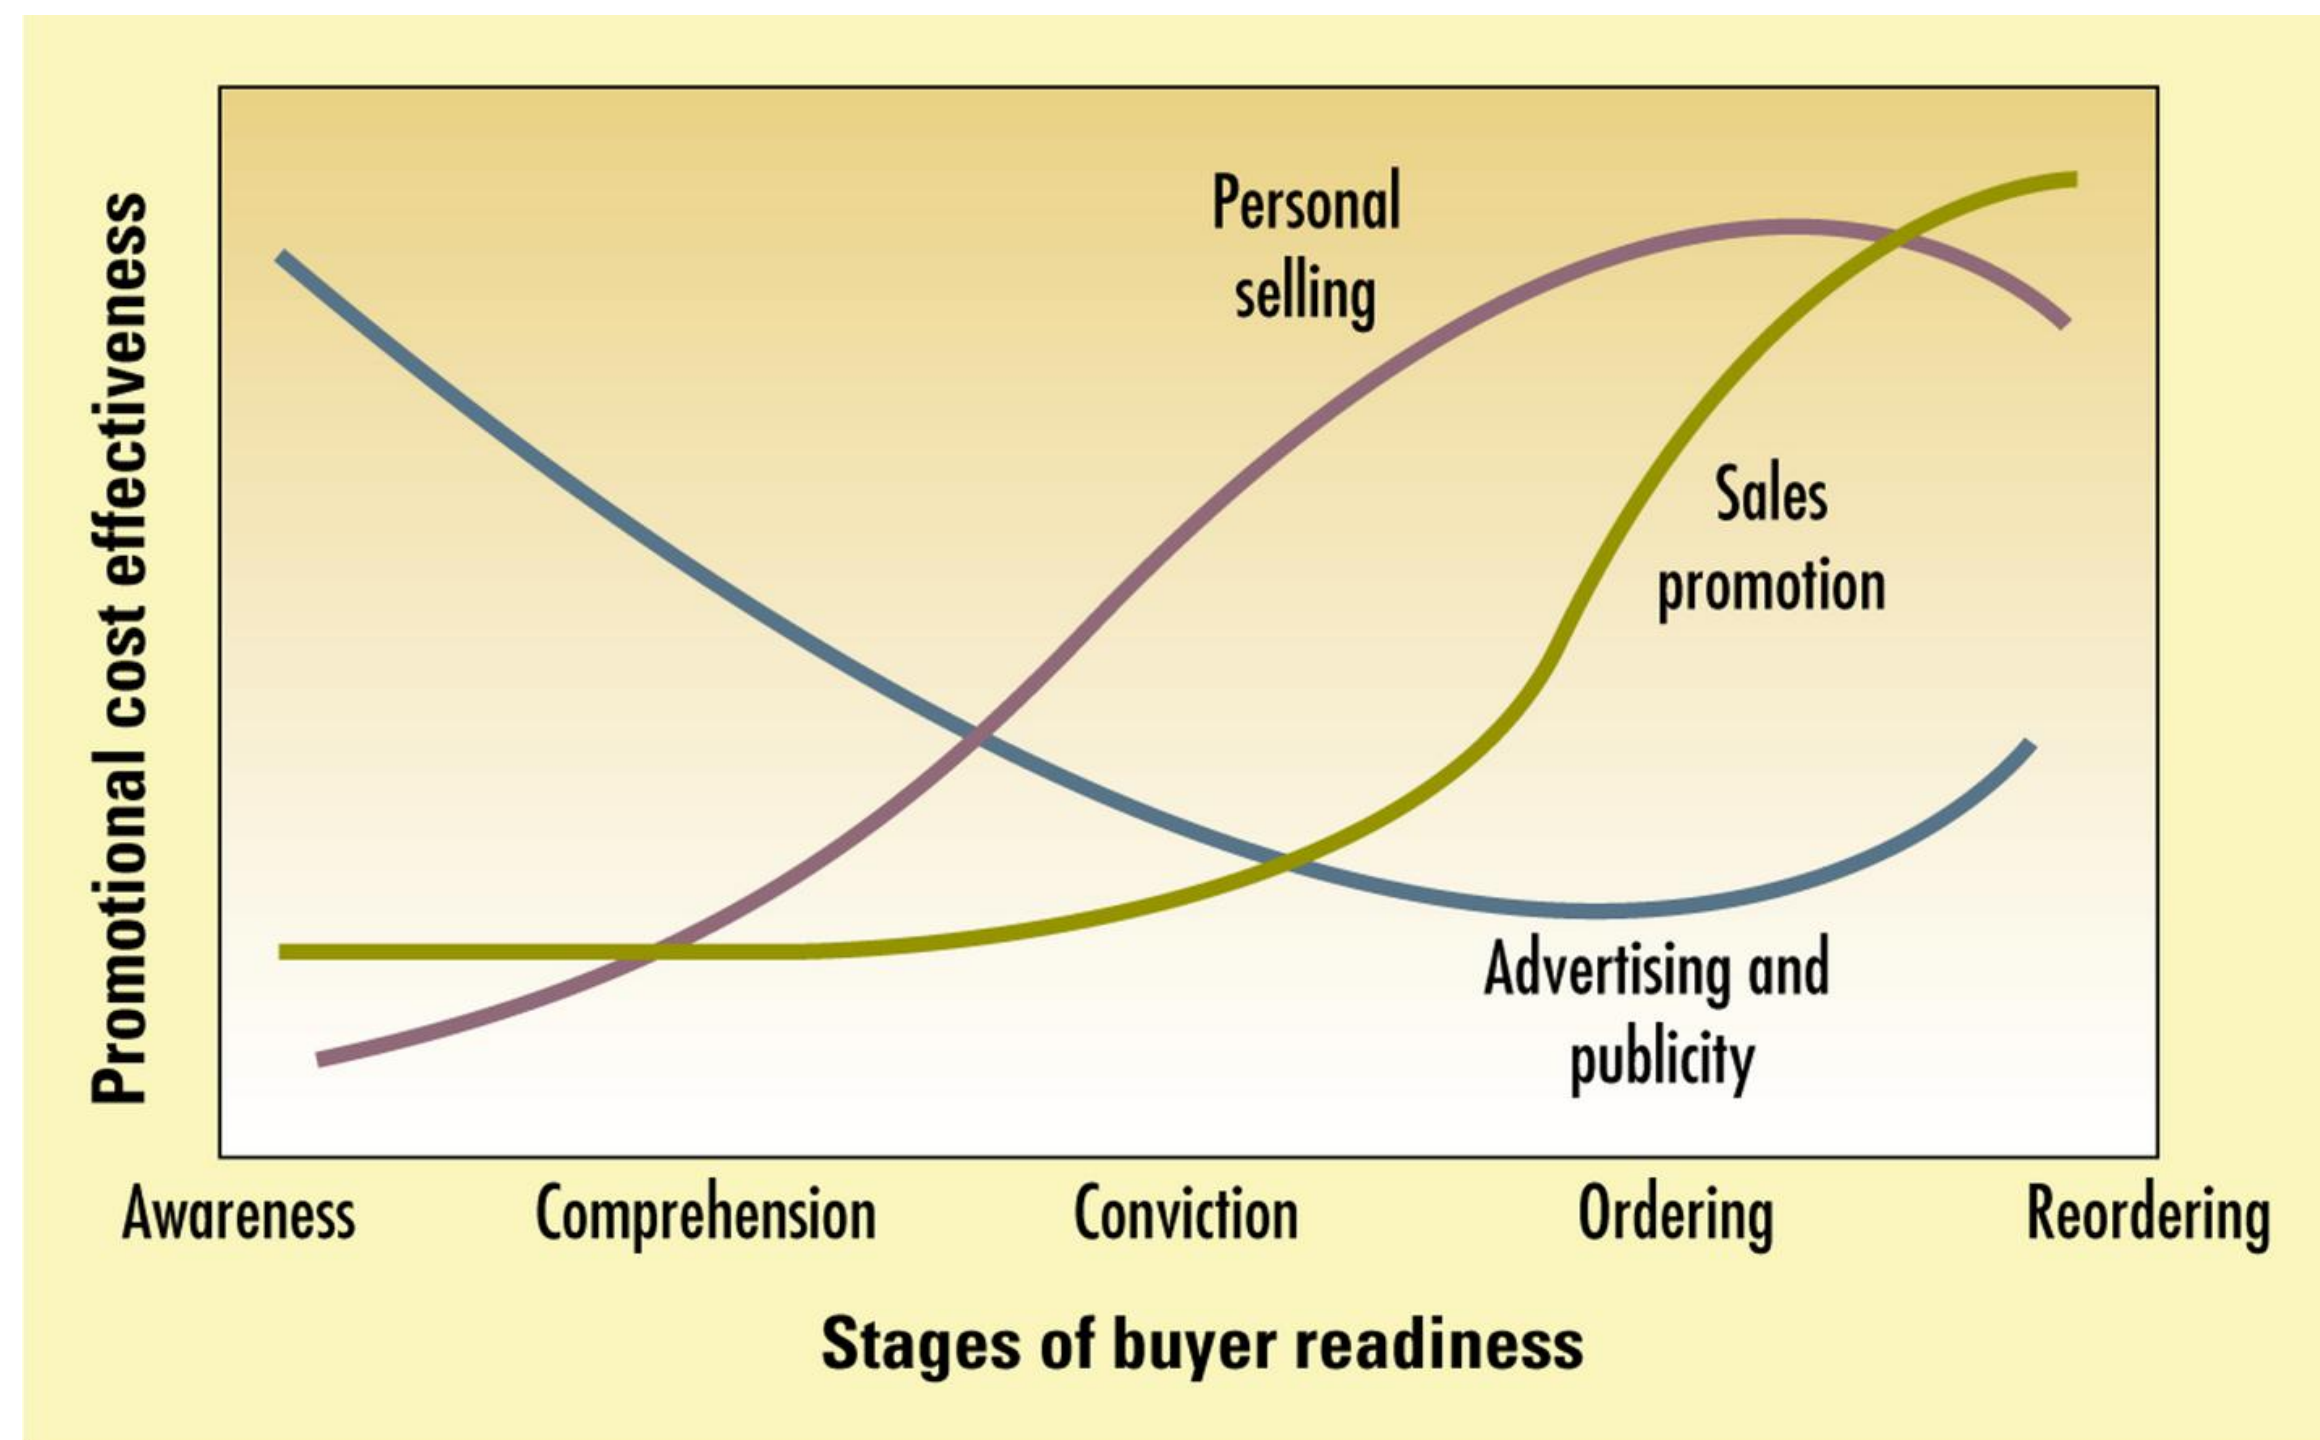 Promotional cost effectiveness
Personal
selling
Sales
promotion
Advertising and
publicity
Awareness
Comprehension
Conviction
Ordering
Reordering
Stages of buyer readiness